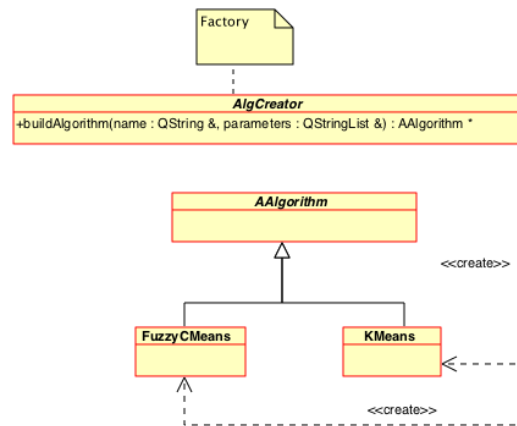 Factory
AlgCreator
+buildAlgorithm(name : QString &, parameters : QStringList &) : AAlgorithm *
AAlgorithm
<<create>>
FuzzyCMeans
KMeans
<<create>>